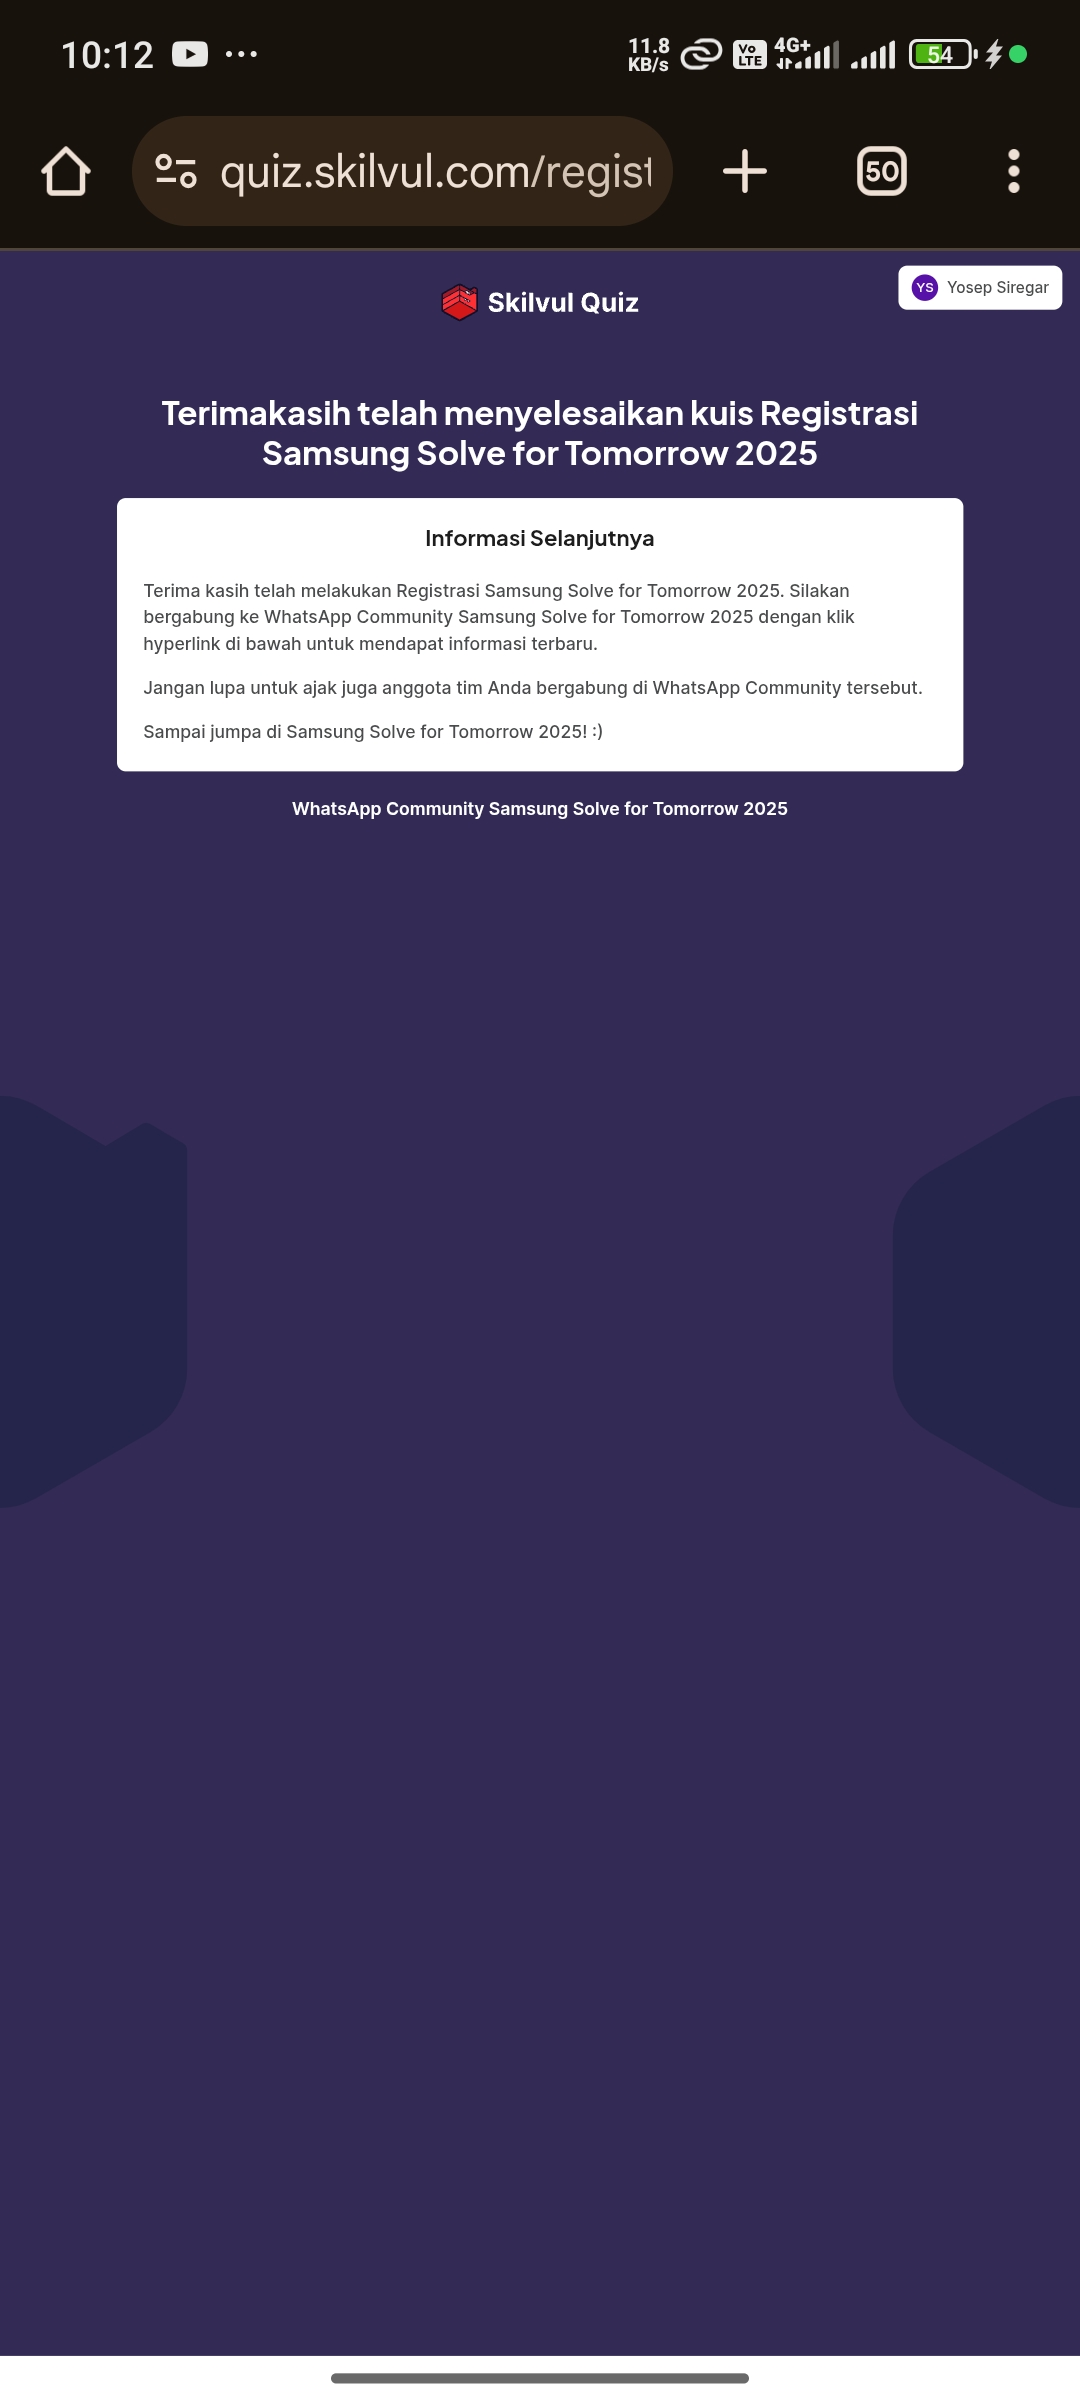 10:12
11.8
KB/s
Vo
LTE
4G+
54
quiz.skilvul.com/regist
50
Skilvul Quiz
YS Yosep Siregar
Terimakasih telah menyelesaikan kuis Registrasi
Samsung Solve for Tomorrow 2025
Informasi Selanjutnya
Terima kasih telah melakukan Registrasi Samsung Solve for Tomorrow 2025. Silakan
bergabung ke WhatsApp Community Samsung Solve for Tomorrow 2025 dengan klik
hyperlink di bawah untuk mendapat informasi terbaru.
Jangan lupa untuk ajak juga anggota tim Anda bergabung di WhatsApp Community tersebut.
Sampai jumpa di Samsung Solve for Tomorrow 2025! :)
WhatsApp Community Samsung Solve for Tomorrow 2025